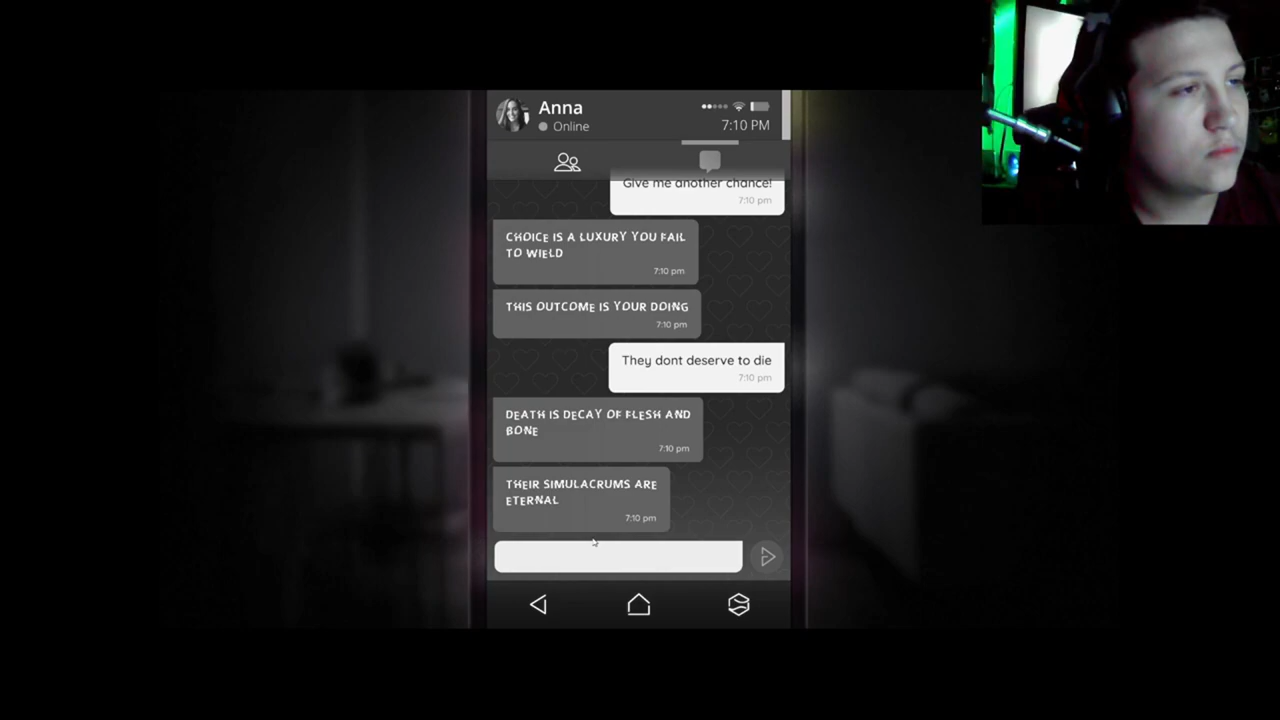 Anna
Online
7:10 PM
Give me another chance!
7:10 pm
CHOICE IS A LUXURY YOU FAIL
TO WIELD
7:10 pm
THIS OUTCOME IS YOUR DOING
7:10 pm
They dont deserve to die
7:10 pm
DEATH IS DECAY OF FLESH AND
BONE
7:10 pm
THEIR SIMULACRUMS ARE
ETERNAL
7:10 pm